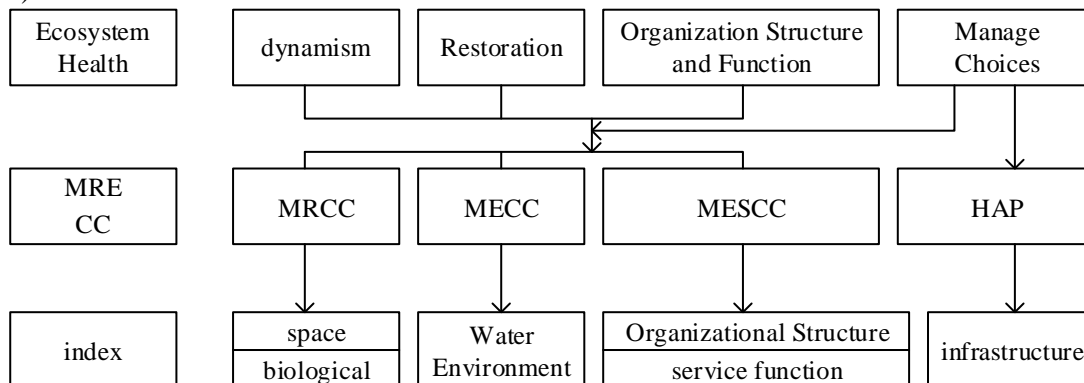 )
Ecosystem
Health
dynamism
Restoration
Organization Structure
and Function
Manage
Choices
MRE
CC
MRCC
MECC
MESCC
HAP
index
space
biological
Water
Environment
Organizational Structure
service function
infrastructure